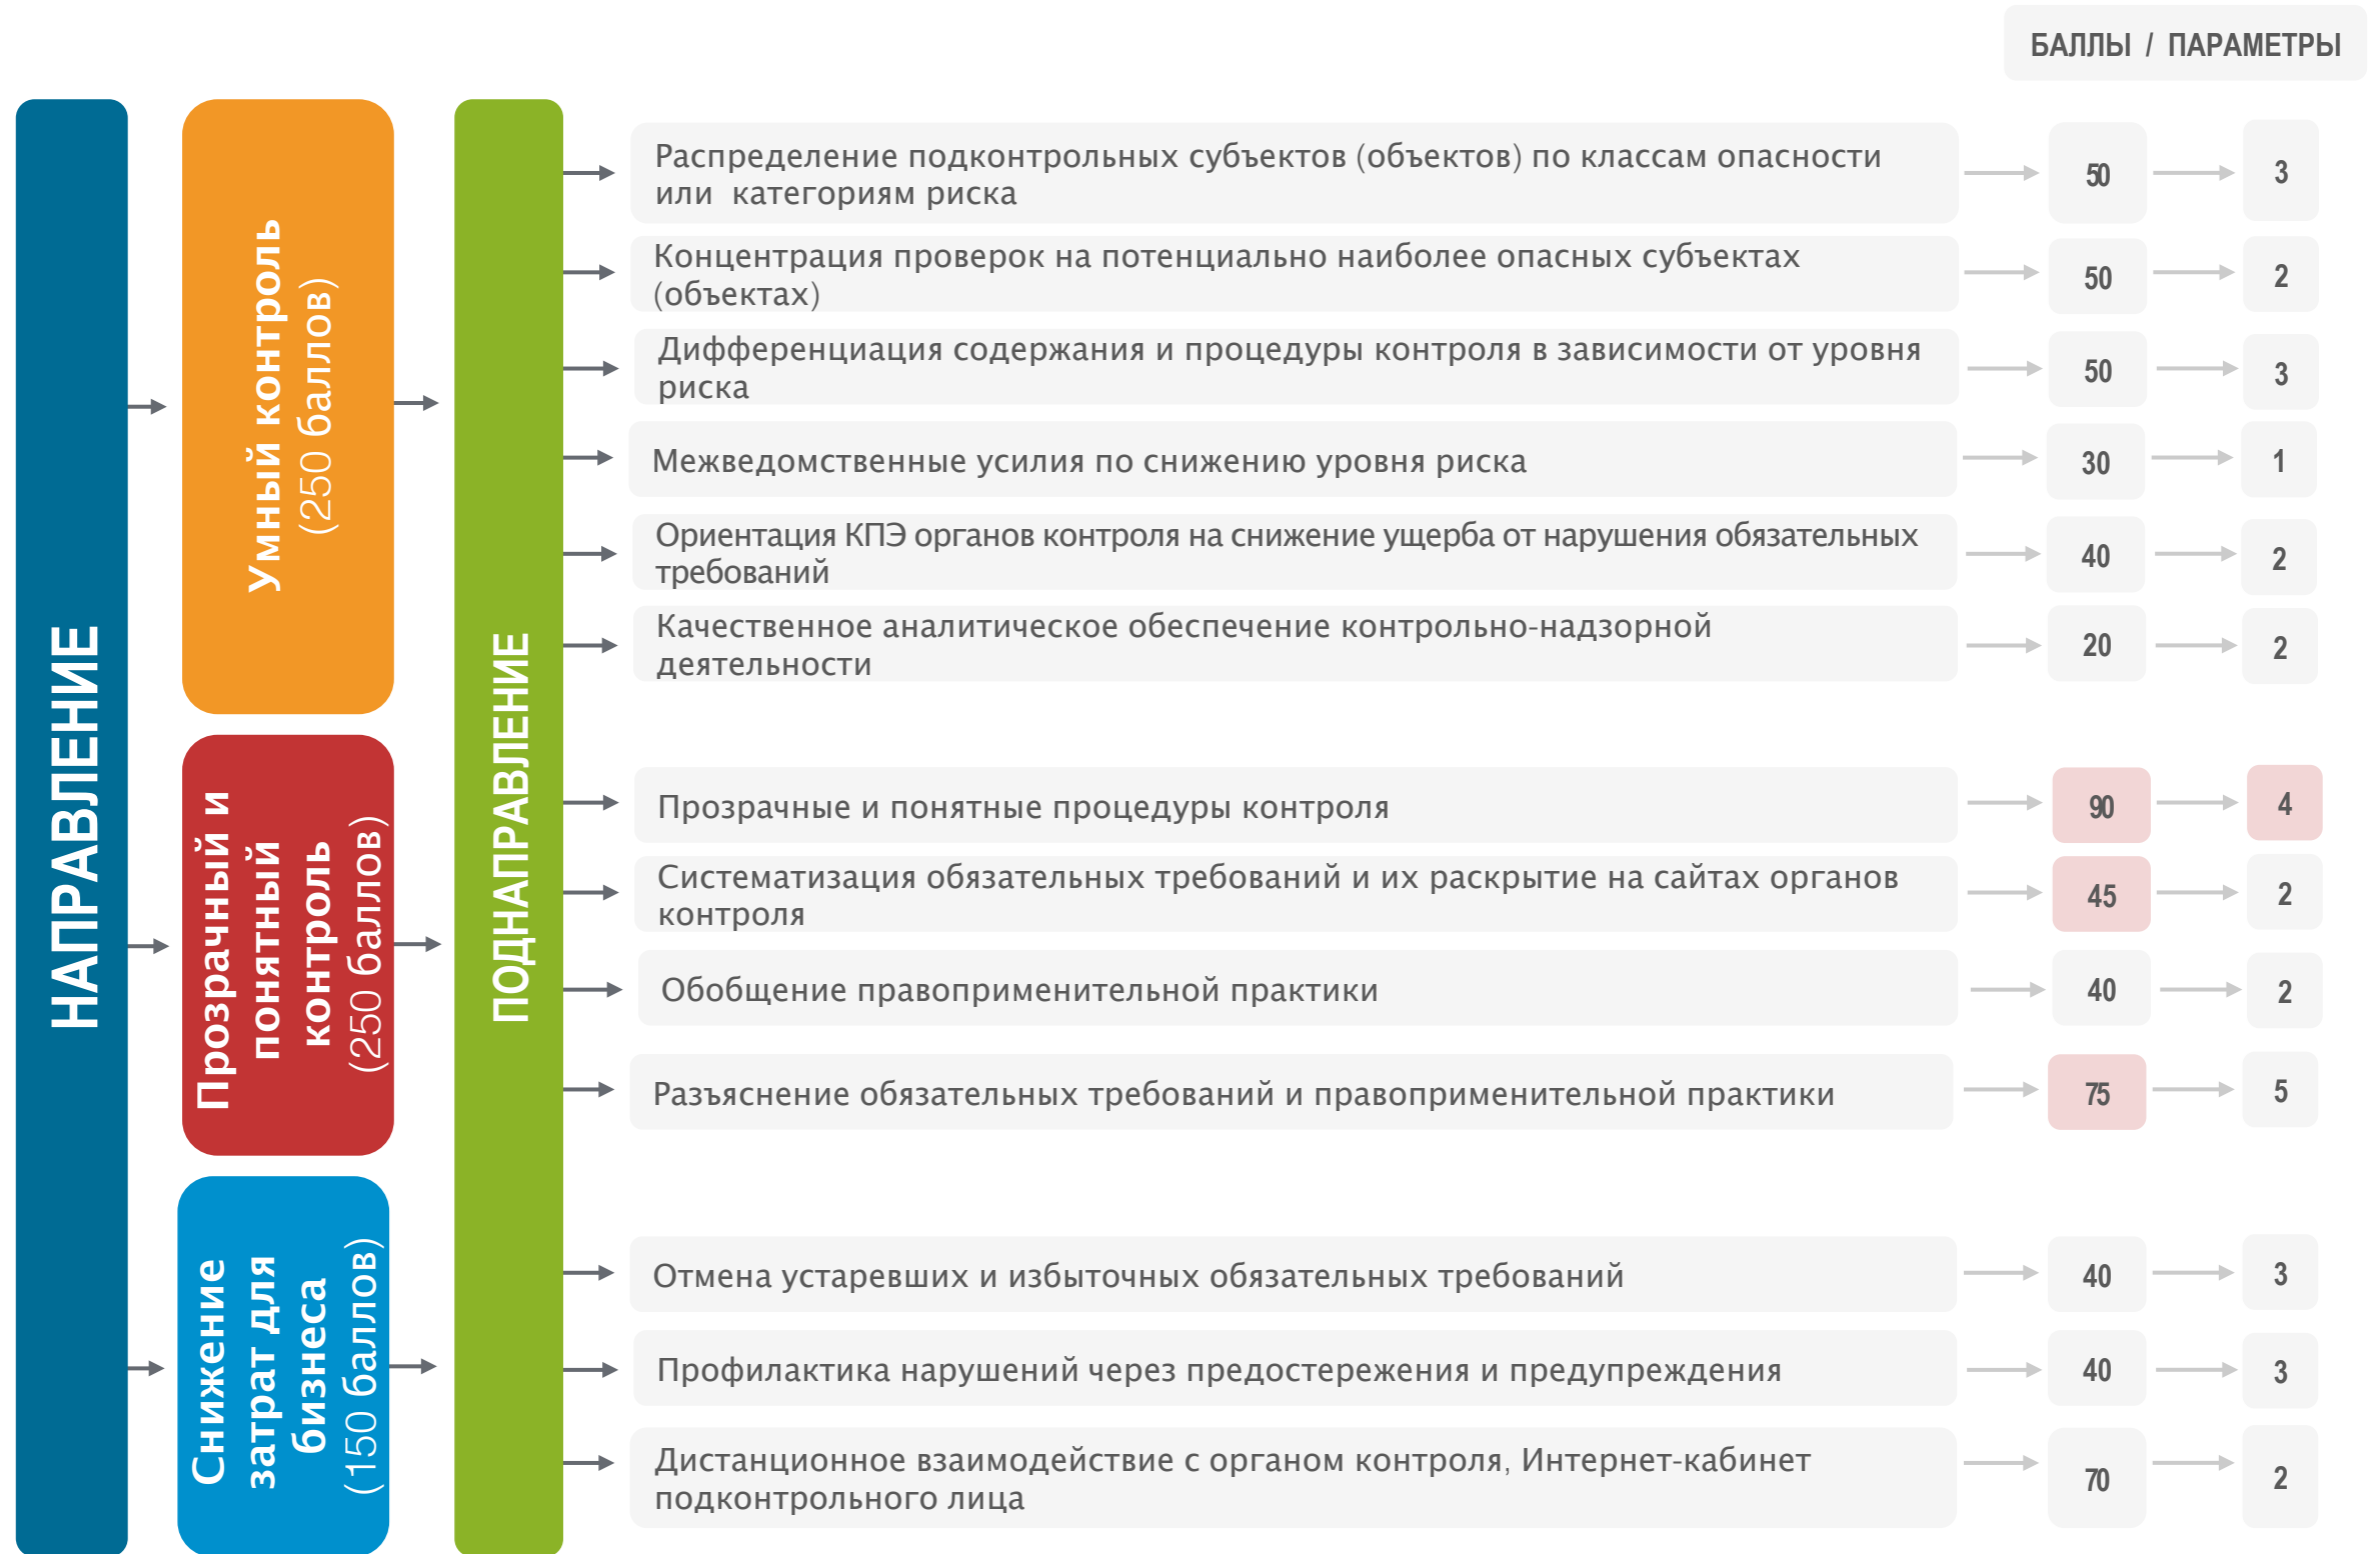 БАЛЛЫ / ПАРАМЕТРЫ
НАПРАВЛЕНИЕ
Умный контроль
(250 баллов)
ПОДНАПРАВЛЕНИЕ
Распределение подконтрольных субъектов (объектов) по классам опасности
или категориям риска
50
3
Концентрация проверок на потенциально наиболее опасных субъектах
(объектах)
50
2
Дифференциация содержания и процедуры контроля в зависимости от уровня
риска
50
3
Межведомственные усилия по снижению уровня риска
30
1
Ориентация КПЭ органов контроля на снижение ущерба от нарушения обязательных
требований
40
2
Качественное аналитическое обеспечение контрольно-надзорной
деятельности
20
2
Прозрачный и
понятный
контроль
(250 баллов)
Прозрачные и понятные процедуры контроля
90
4
Систематизация обязательных требований и их раскрытие на сайтах органов
контроля
45
2
Обобщение правоприменительной практики
40
2
Разъяснение обязательных требований и правоприменительной практики
75
5
Снижение
затрат для
бизнеса
(150 баллов)
Отмена устаревших и избыточных обязательных требований
40
3
Профилактика нарушений через предостережения и предупреждения
40
3
Дистанционное взаимодействие с органом контроля, Интернет-кабинет
подконтрольного лица
70
2